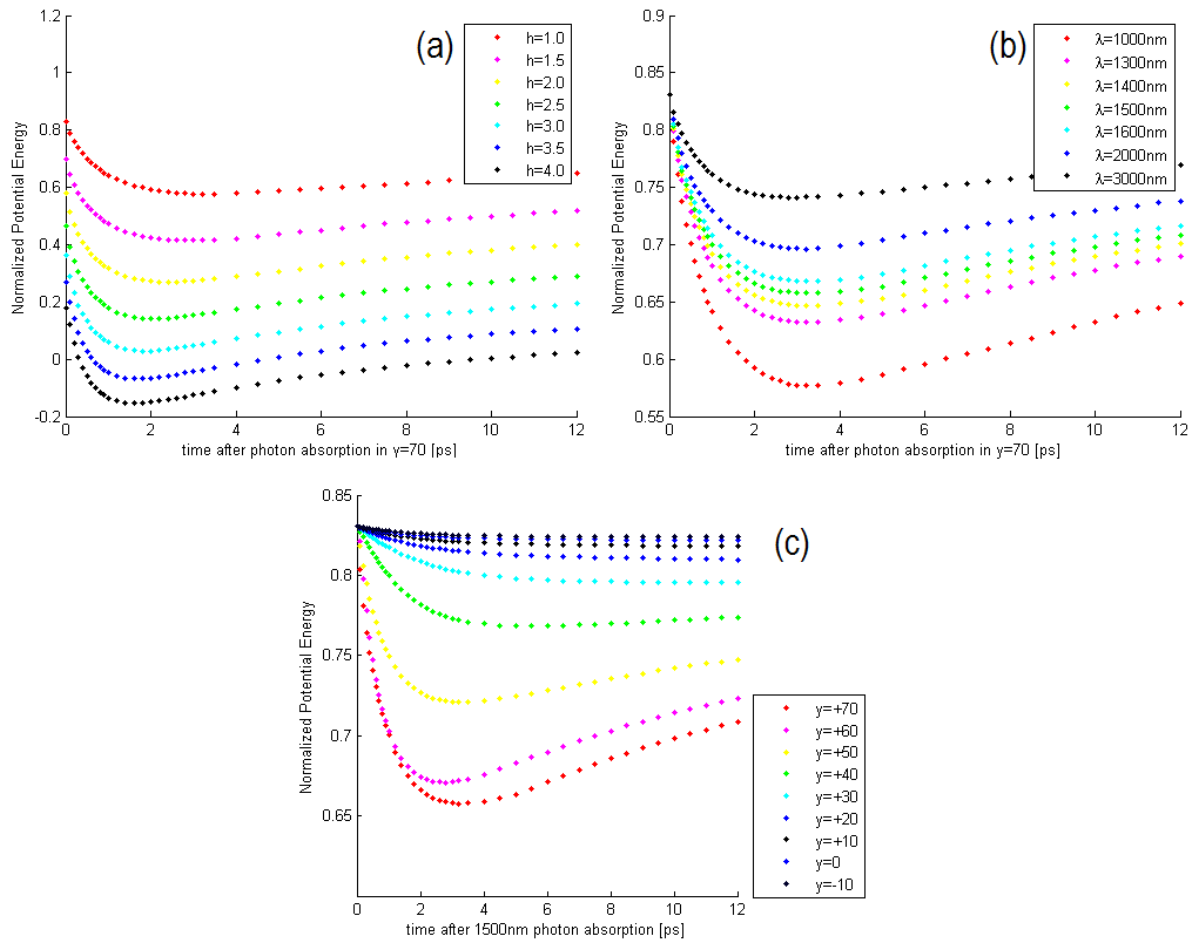 (a)
Normalized Potential Energy
1.2
1
0.8
0.6
0.4
0.2
0
-0.2
0 2 4 6 8 10 12
time after photon absorption in y=70 [ps]
h=1.0
h=1.5
h=2.0
h=2.5
h=3.0
h=3.5
h=4.0
(b)
Normalized Potential Energy
0.9
0.85
0.8
0.75
0.7
0.65
0.6
0.55
0 2 4 6 8 10 12
time after photon absorption in y=70 [ps]
λ=1000nm
λ=1300nm
λ=1400nm
λ=1500nm
λ=1600nm
λ=2000nm
λ=3000nm
(c)
Normalized Potential Energy
0.85
0.8
0.75
0.7
0.65
0 2 4 6 8 10 12
time after 1500nm photon absorption [ps]
y=+70
y=+60
y=+50
y=+40
y=+30
y=+20
y=+10
y=0
y=-10